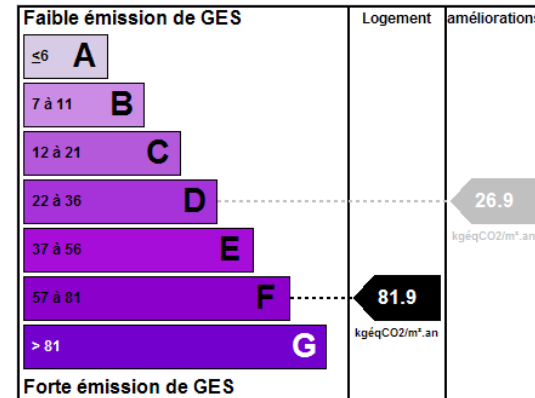 Faible émission de GES
Logement
améliorations
≤6 A
7 à 11 B
12 à 21 C
22 à 36 D
26.9
kgéqCO2/m².an
37 à 56 E
57 à 81 F
81.9
kgéqCO2/m².an
> 81 G
Forte émission de GES